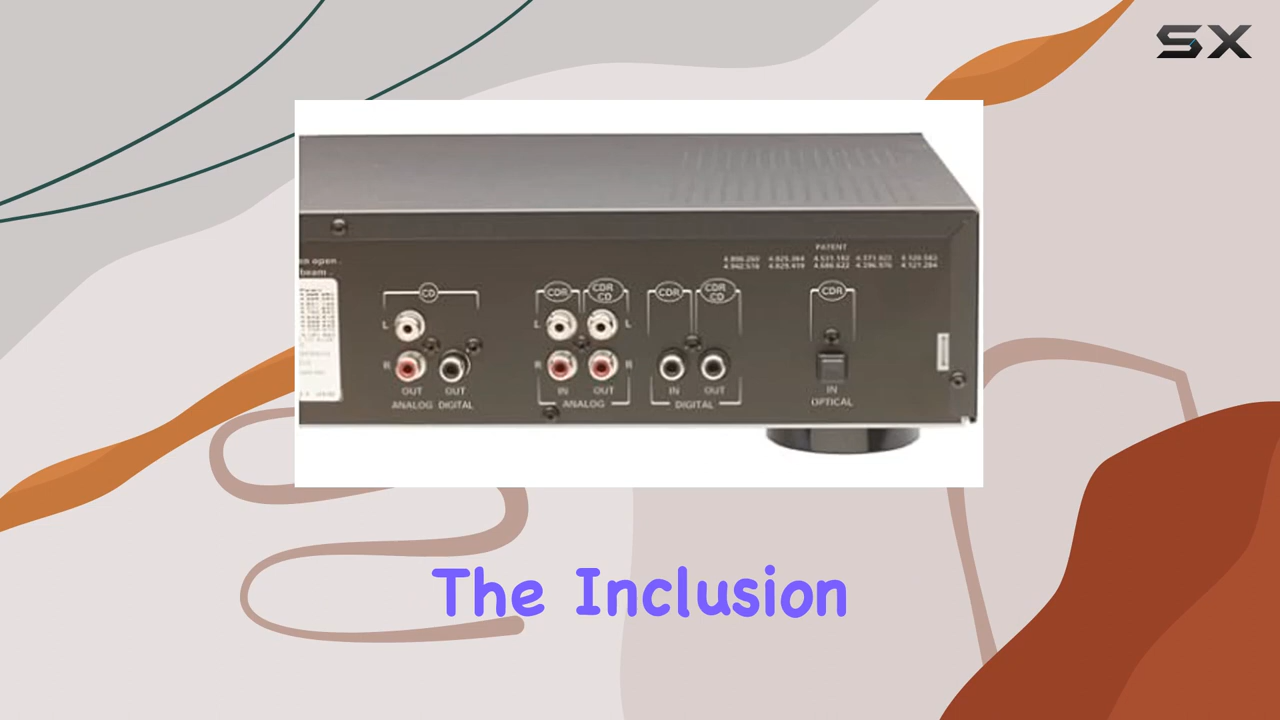 SX
PATENT
CD
CDR
CDR
CD
CDR
CDR
CD
CDR
en open.
beam.
L
L
L
R
R
R
OUT
OUT
IN
OUT
IN
OUT
IN
ANALOG DIGITAL
ANALOG
DIGITAL
OPTICAL
The Inclusion